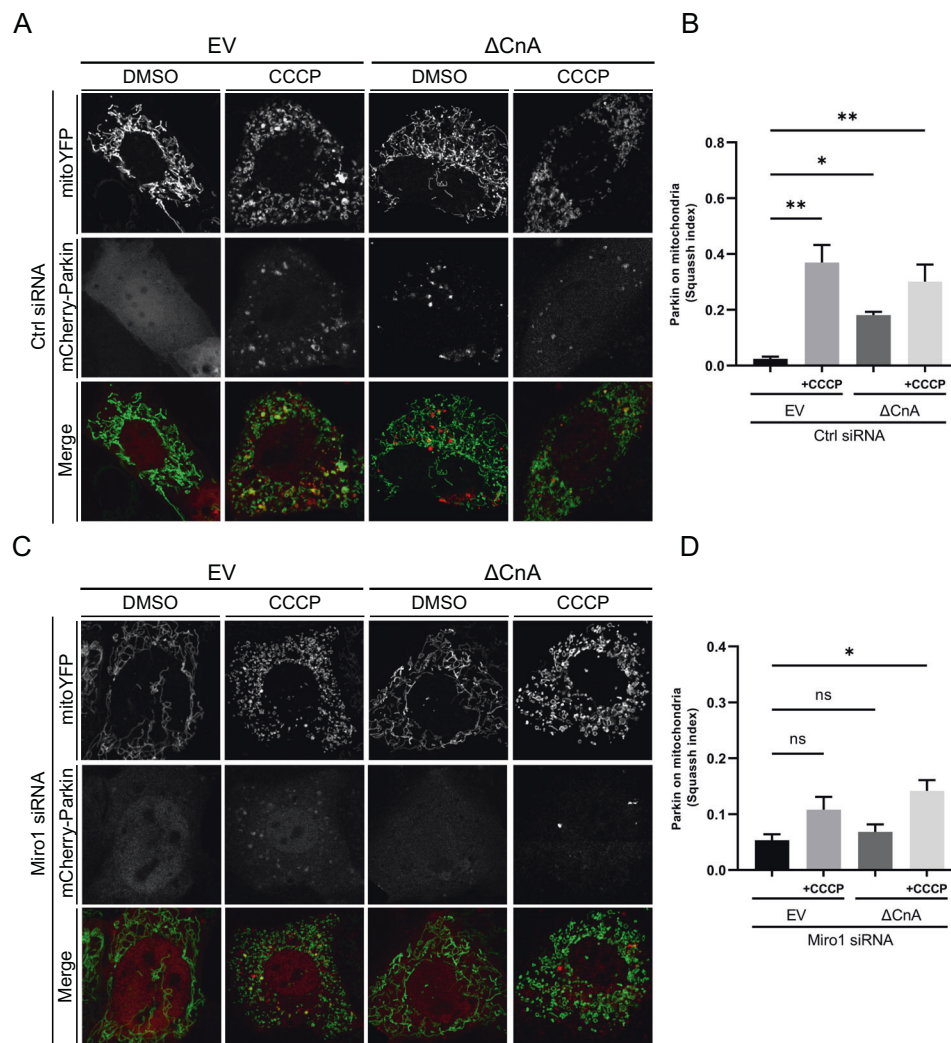 A
EV
ΔCnA
DMSO
CCCP
DMSO
CCCP
Ctrl siRNA
mitoYFP
mCherry-Parkin
Merge
B
Parkin on mitochondria
(Squassh index)
0.8
0.6
0.4
0.2
0.0
**
*
**
+CCCP
+CCCP
EV
ΔCnA
Ctrl siRNA
C
EV
ΔCnA
DMSO
CCCP
DMSO
CCCP
Miro1 siRNA
mitoYFP
mCherry-Parkin
Merge
D
Parkin on mitochondria
(Squassh index)
0.4
0.3
0.2
0.1
0.0
*
ns
ns
+CCCP
+CCCP
EV
ΔCnA
Miro1 siRNA